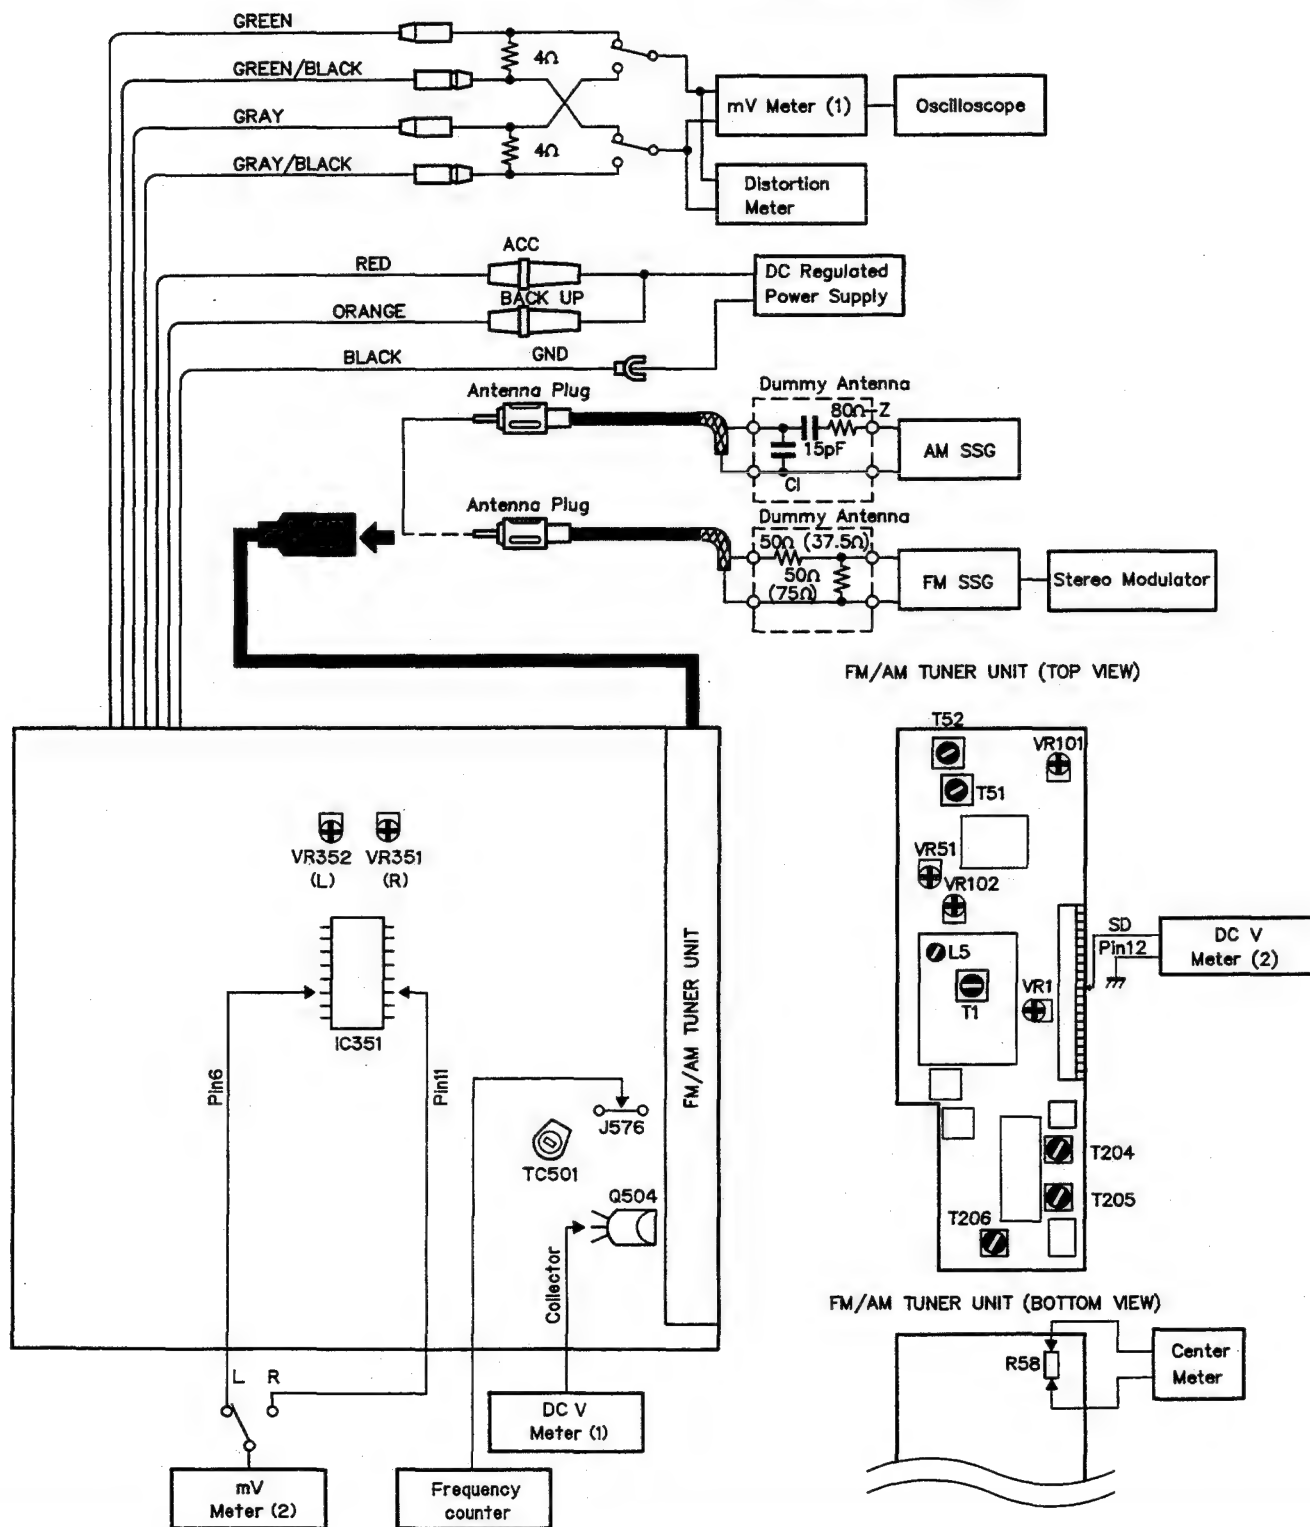 GREEN
4Ω
GREEN/BLACK
mV Meter (1)
Oscilloscope
GRAY
4Ω
GRAY/BLACK
Distortion
Meter
ACC
RED
DC Regulated
Power Supply
BACK UP
ORANGE
BLACK
GND
Antenna Plug
Dummy Antenna
80Ω-Z
15pF
AM SSG
CI
Antenna Plug
Dummy Antenna
50Ω (37.5Ω)
50Ω
(75Ω)
FM SSG
Stereo Modulator
FM/AM TUNER UNIT (TOP VIEW)
T52
VR101
T51
VR352
(L)
VR351
(R)
VR51
VR102
SD
Pin12
DC V
Meter (2)
L5
T1
VR1
IC351
FM/AM TUNER UNIT
Pin6
Pin11
J576
TC501
Q504
T204
T205
T206
Collector
FM/AM TUNER UNIT (BOTTOM VIEW)
R58
Center
Meter
L
R
DC V
Meter (1)
mV
Meter (2)
Frequency
counter